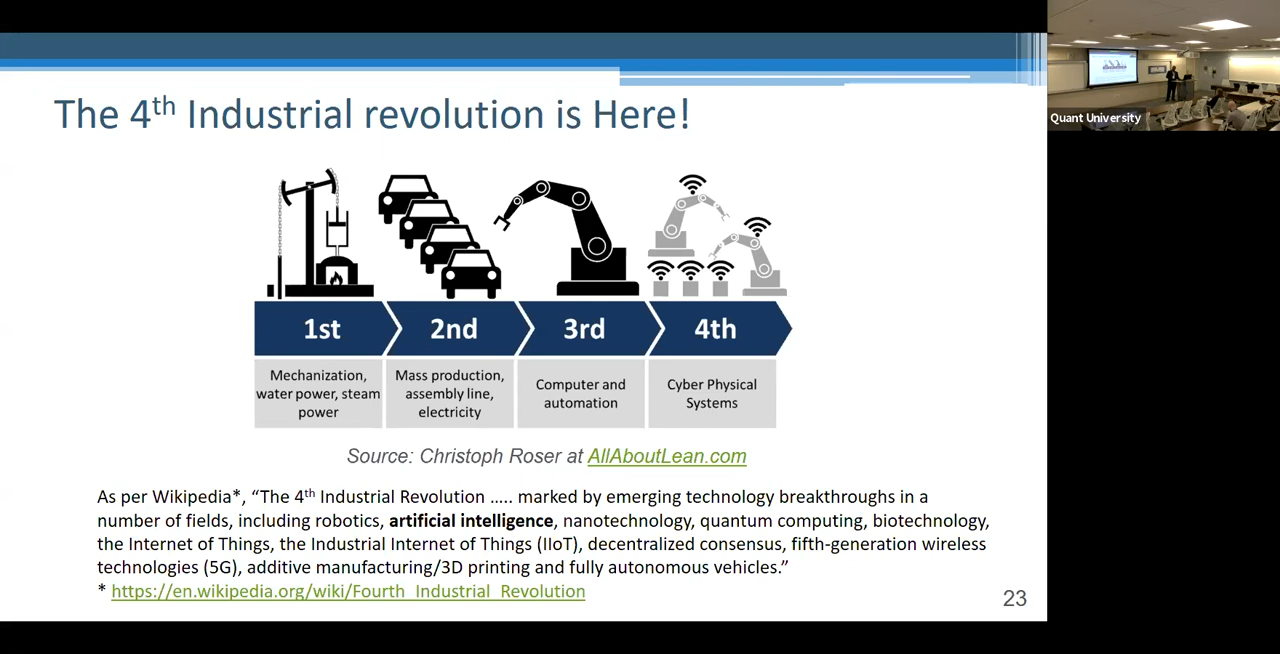 The 4th Industrial revolution is Here!
Quant University
1st
2nd
3rd
4th
Mechanization,
water power, steam
power
Mass production,
assembly line,
electricity
Computer and
automation
Cyber Physical
Systems
Source: Christoph Roser at AllAboutLean.com
As per Wikipedia*, “The 4th Industrial Revolution ..... marked by emerging technology breakthroughs in a
number of fields, including robotics, artificial intelligence, nanotechnology, quantum computing, biotechnology,
the Internet of Things, the Industrial Internet of Things (IIoT), decentralized consensus, fifth-generation wireless
technologies (5G), additive manufacturing/3D printing and fully autonomous vehicles.”
* https://en.wikipedia.org/wiki/Fourth_Industrial_Revolution
23